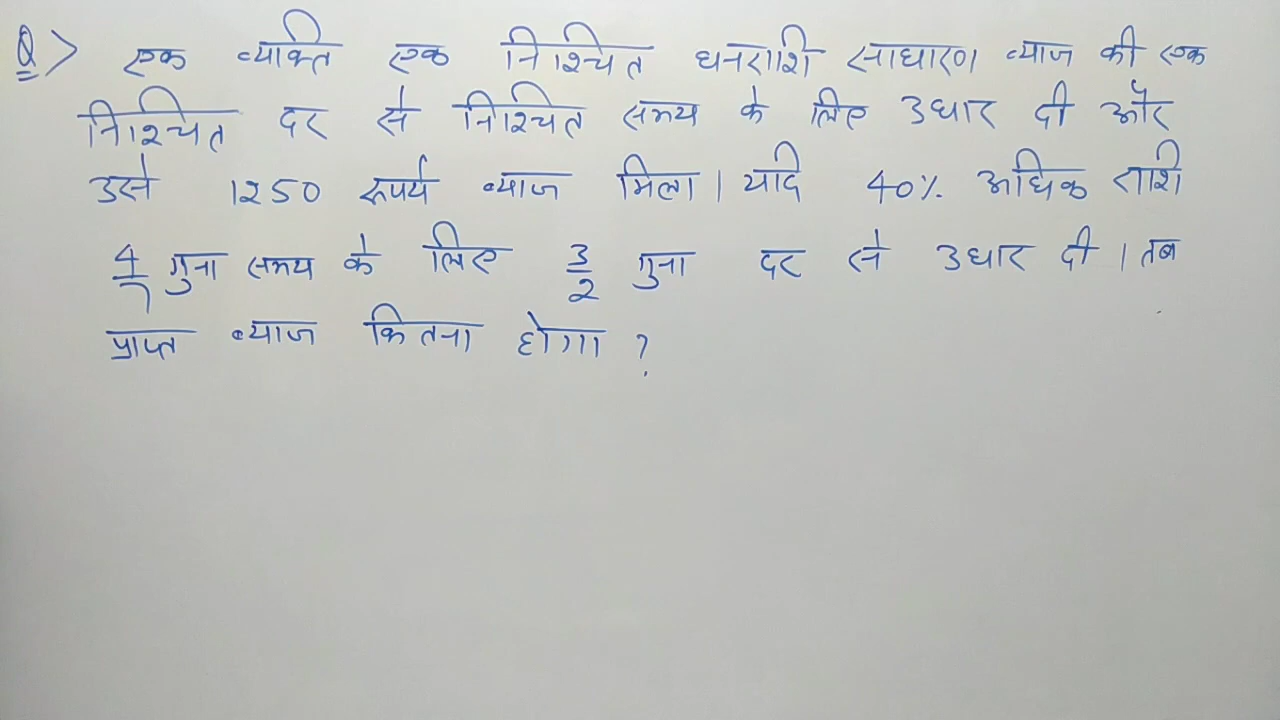 Q> एक व्यक्ति एक निश्चित धनराशि साधारण व्याज की एक
निश्चित दर से निश्चित समय के लिए उधार दी और
उसे 1250 रूपये व्याज मिला। यदि 40% अधिक राशि
4/7 गुना समय के लिए 3/2 गुना दर से उधार दी। तब
प्राप्त व्याज कितना होगा ?